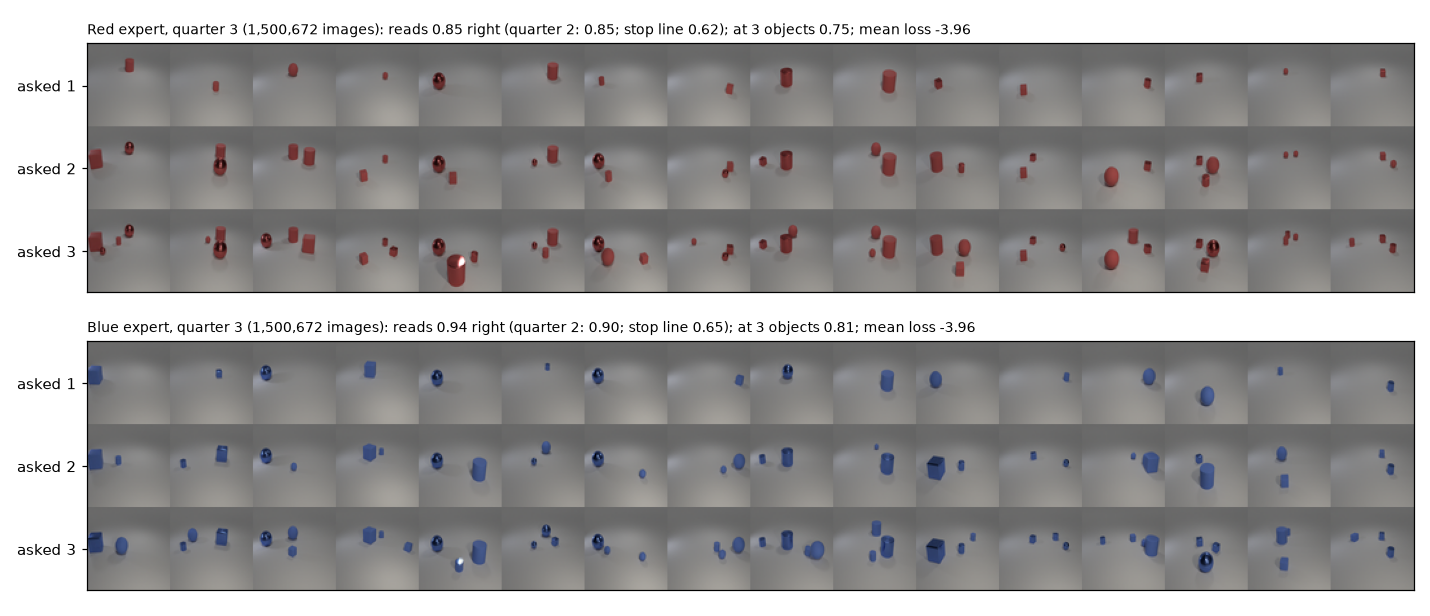 Red expert, quarter 3 (1,500,672 images): reads 0.85 right (quarter 2: 0.85; stop line 0.62); at 3 objects 0.75; mean loss -3.96
asked 1
asked 2
asked 3
Blue expert, quarter 3 (1,500,672 images): reads 0.94 right (quarter 2: 0.90; stop line 0.65); at 3 objects 0.81; mean loss -3.96
asked 1
asked 2
asked 3